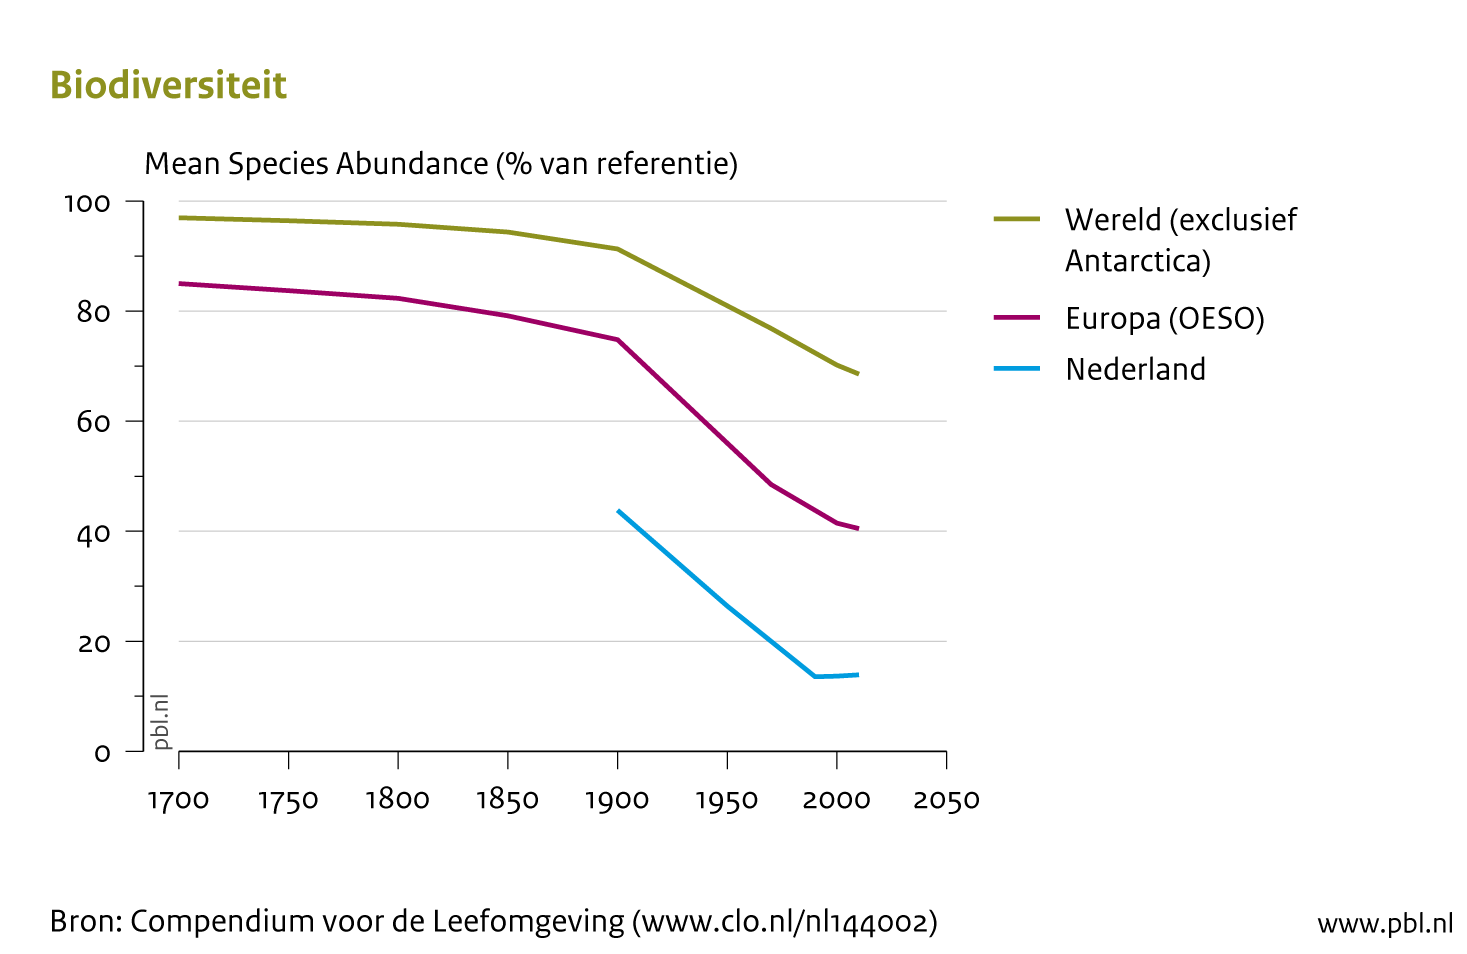 Biodiversiteit
Mean Species Abundance (% van referentie)
100
80
60
40
20
0
pbl.nl
1700 1750 1800 1850 1900 1950 2000 2050
Wereld (exclusief
Antarctica)
Europa (OESO)
Nederland
Bron: Compendium voor de Leefomgeving (www.clo.nl/nl144002)
www.pbl.nl